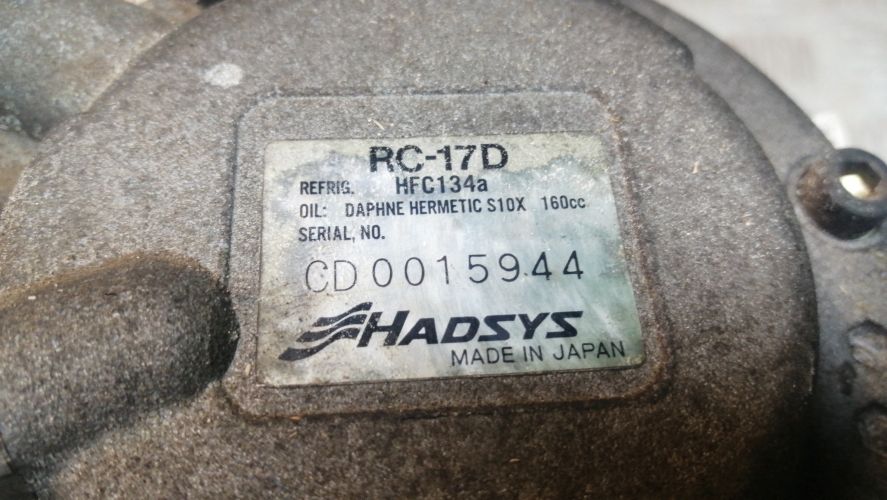 RC-17D
REFRIG. HFC134a
OIL: DAPHNE HERMETIC S10X 160cc
SERIAL, NO.
CD0015944
HADSYS
MADE IN JAPAN